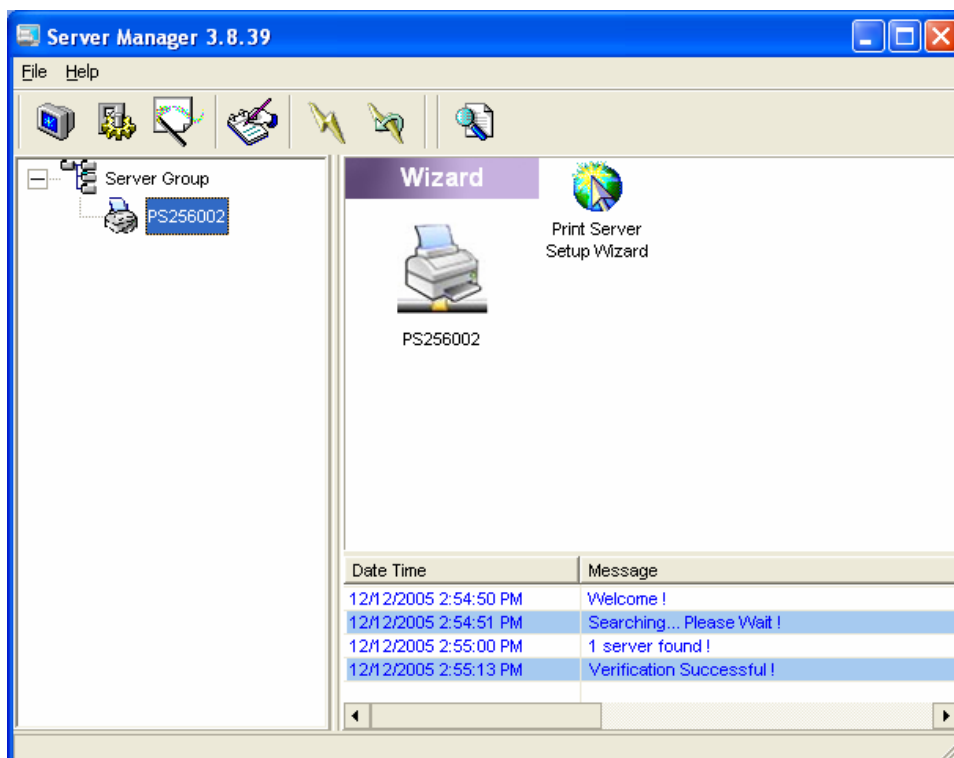 Server Manager 3.8.39
File Help
Server Group
PS256002
Wizard
Print Server
Setup Wizard
PS256002
Date Time Message
12/12/2005 2:54:50 PM Welcome !
12/12/2005 2:54:51 PM Searching... Please Wait !
12/12/2005 2:55:00 PM 1 server found !
12/12/2005 2:55:13 PM Verification Successful !